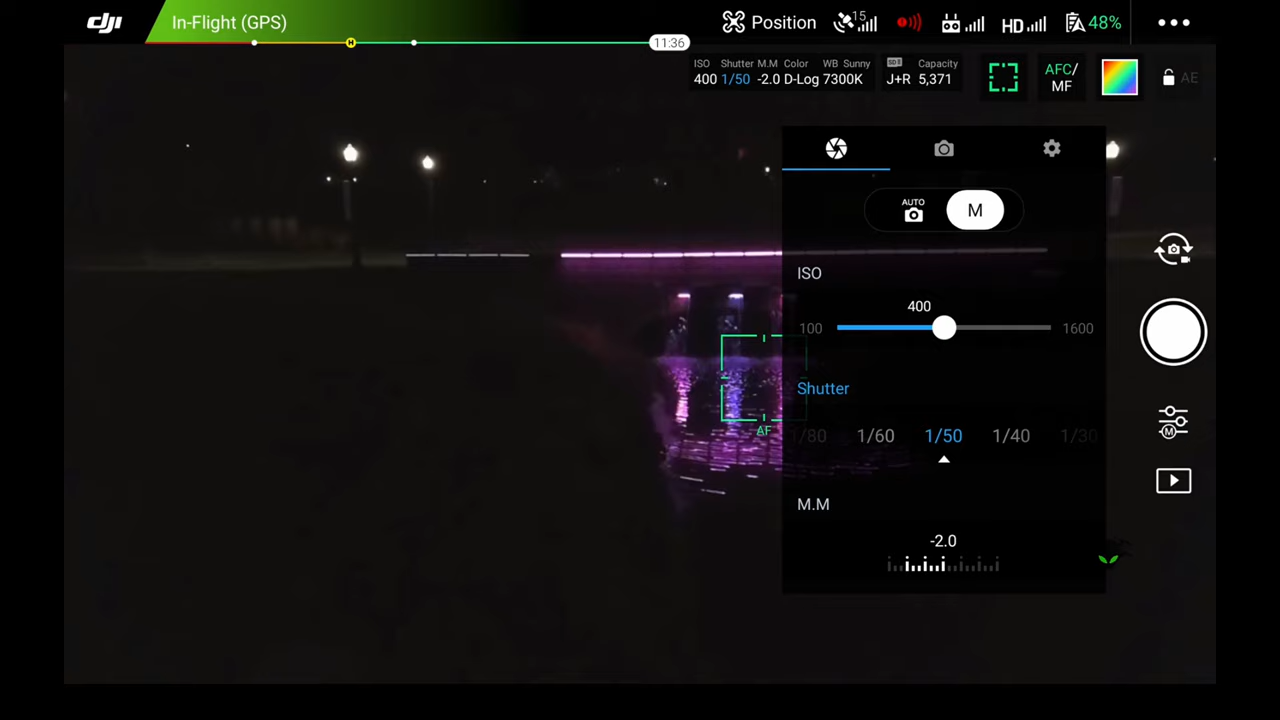 dji In-Flight (GPS) Position 15 HD 48%
11:36
ISO Shutter M.M Color WB Sunny Capacity
400 1/50 -2.0 D-Log 7300K J+R 5,371
AFC/
MF
AE
AUTO
M
ISO
400
100 1600
Shutter
AF
1/80 1/60 1/50 1/40 1/30
M
M.M
-2.0